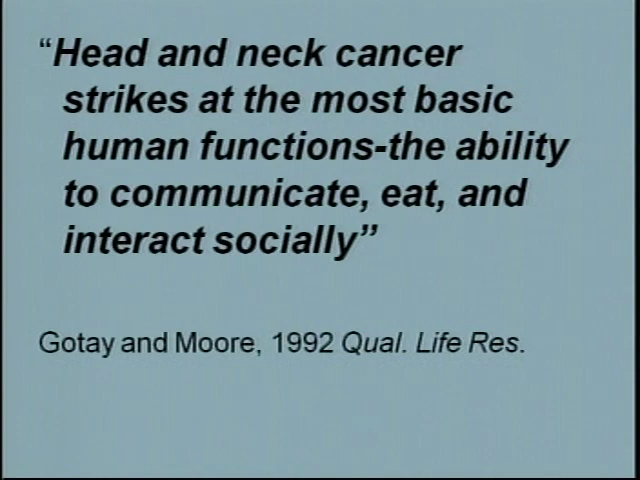 “Head and neck cancer
strikes at the most basic
human functions-the ability
to communicate, eat, and
interact socially”
Gotay and Moore, 1992 Qual. Life Res.